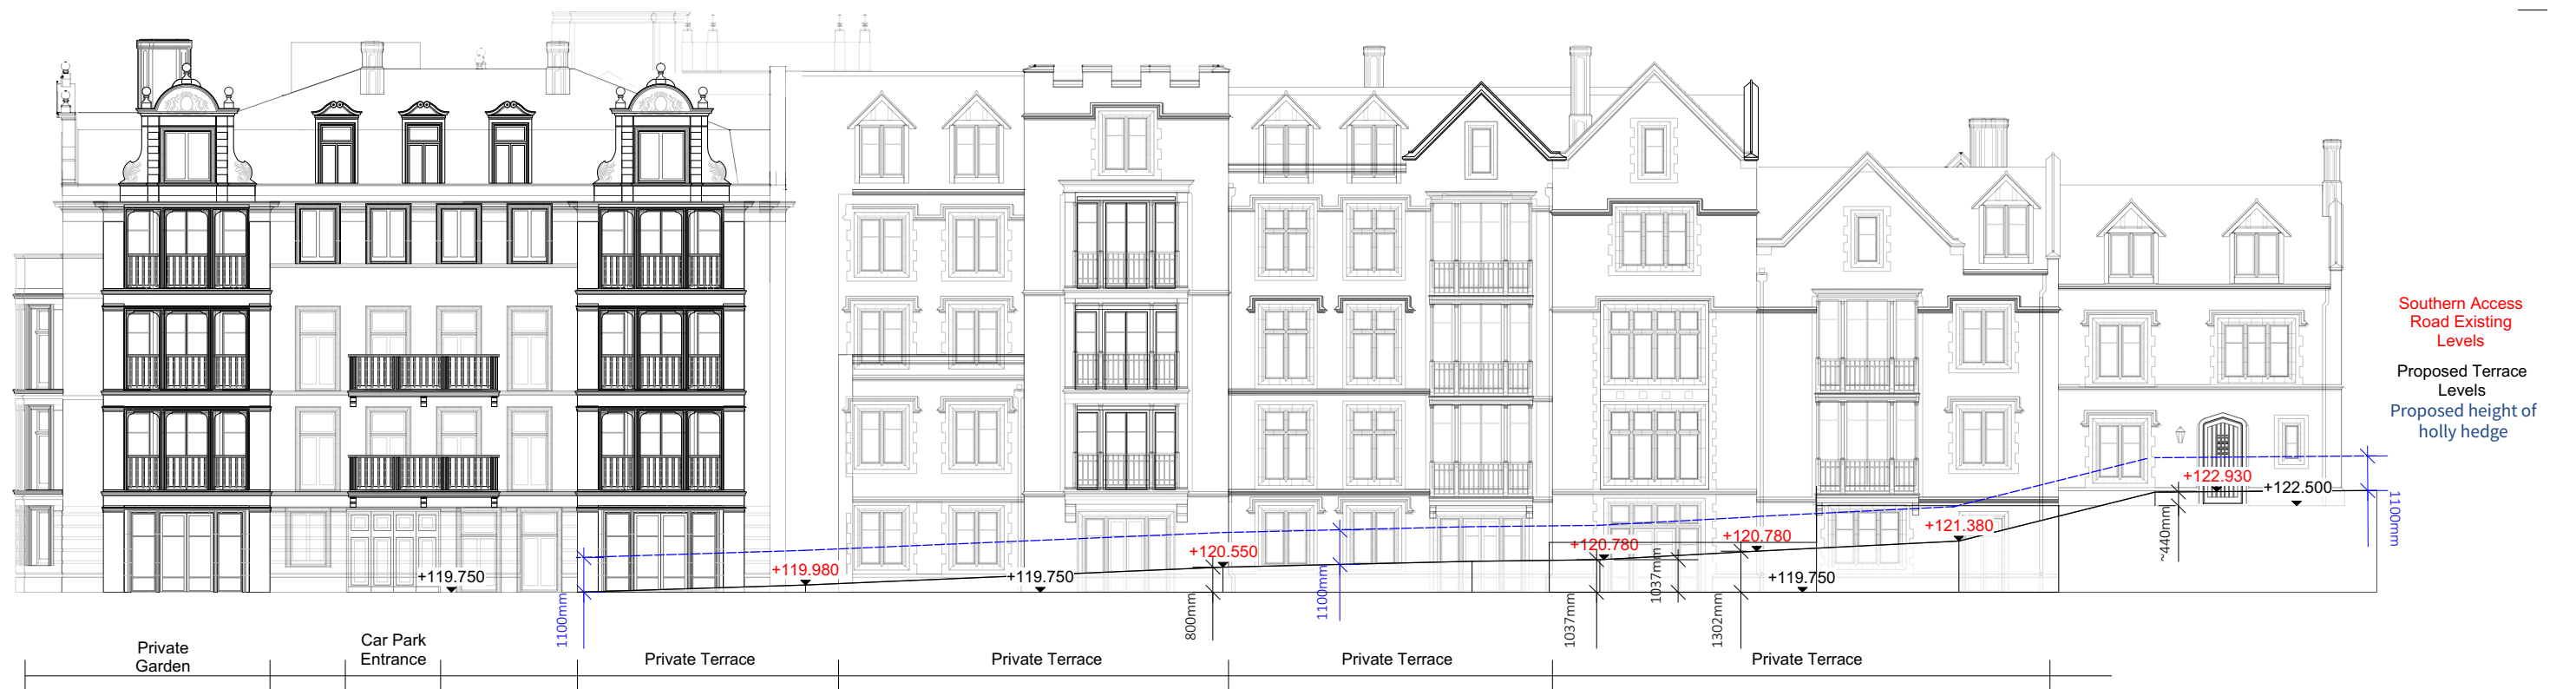 Southern Access
Road Existing
Levels
Proposed Terrace
Levels
Proposed height of
holly hedge
+122.930
+122.500
1100mm
~440mm
+121.380
+120.780
+120.780
+120.550
+119.980
+119.750
+119.750
+119.750
1037mm
1100mm
1100mm
800mm
1037mm
1302mm
Private
Garden
Car Park
Entrance
Private Terrace
Private Terrace
Private Terrace
Private Terrace